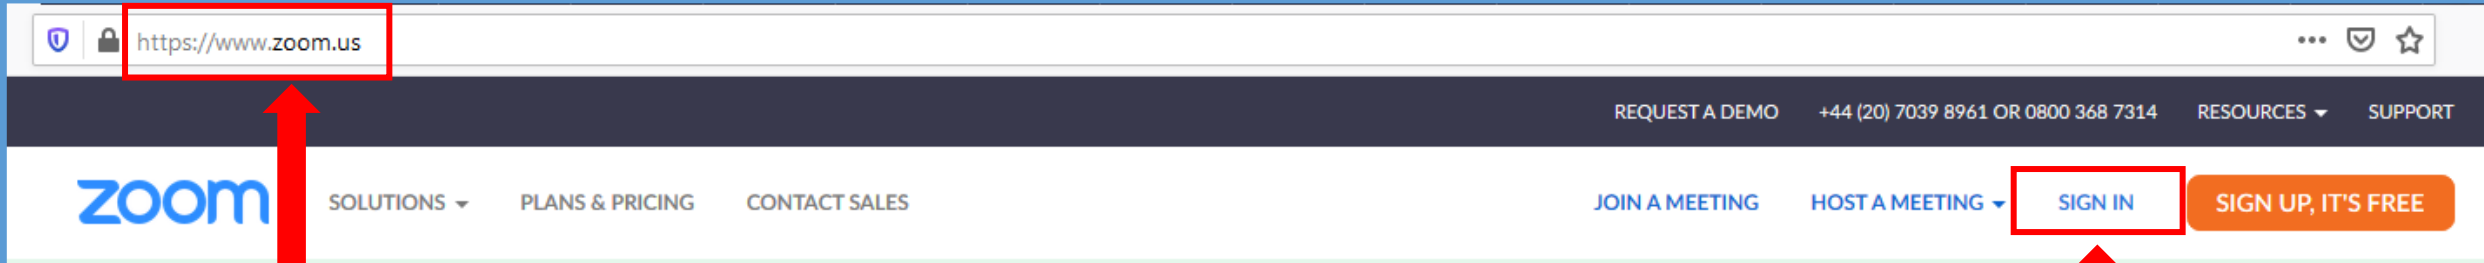 https://www.zoom.us
REQUEST A DEMO +44 (20) 7039 8961 OR 0800 368 7314 RESOURCES SUPPORT
zoom SOLUTIONS PLANS & PRICING CONTACT SALES JOIN A MEETING HOST A MEETING SIGN IN SIGN UP, IT'S FREE